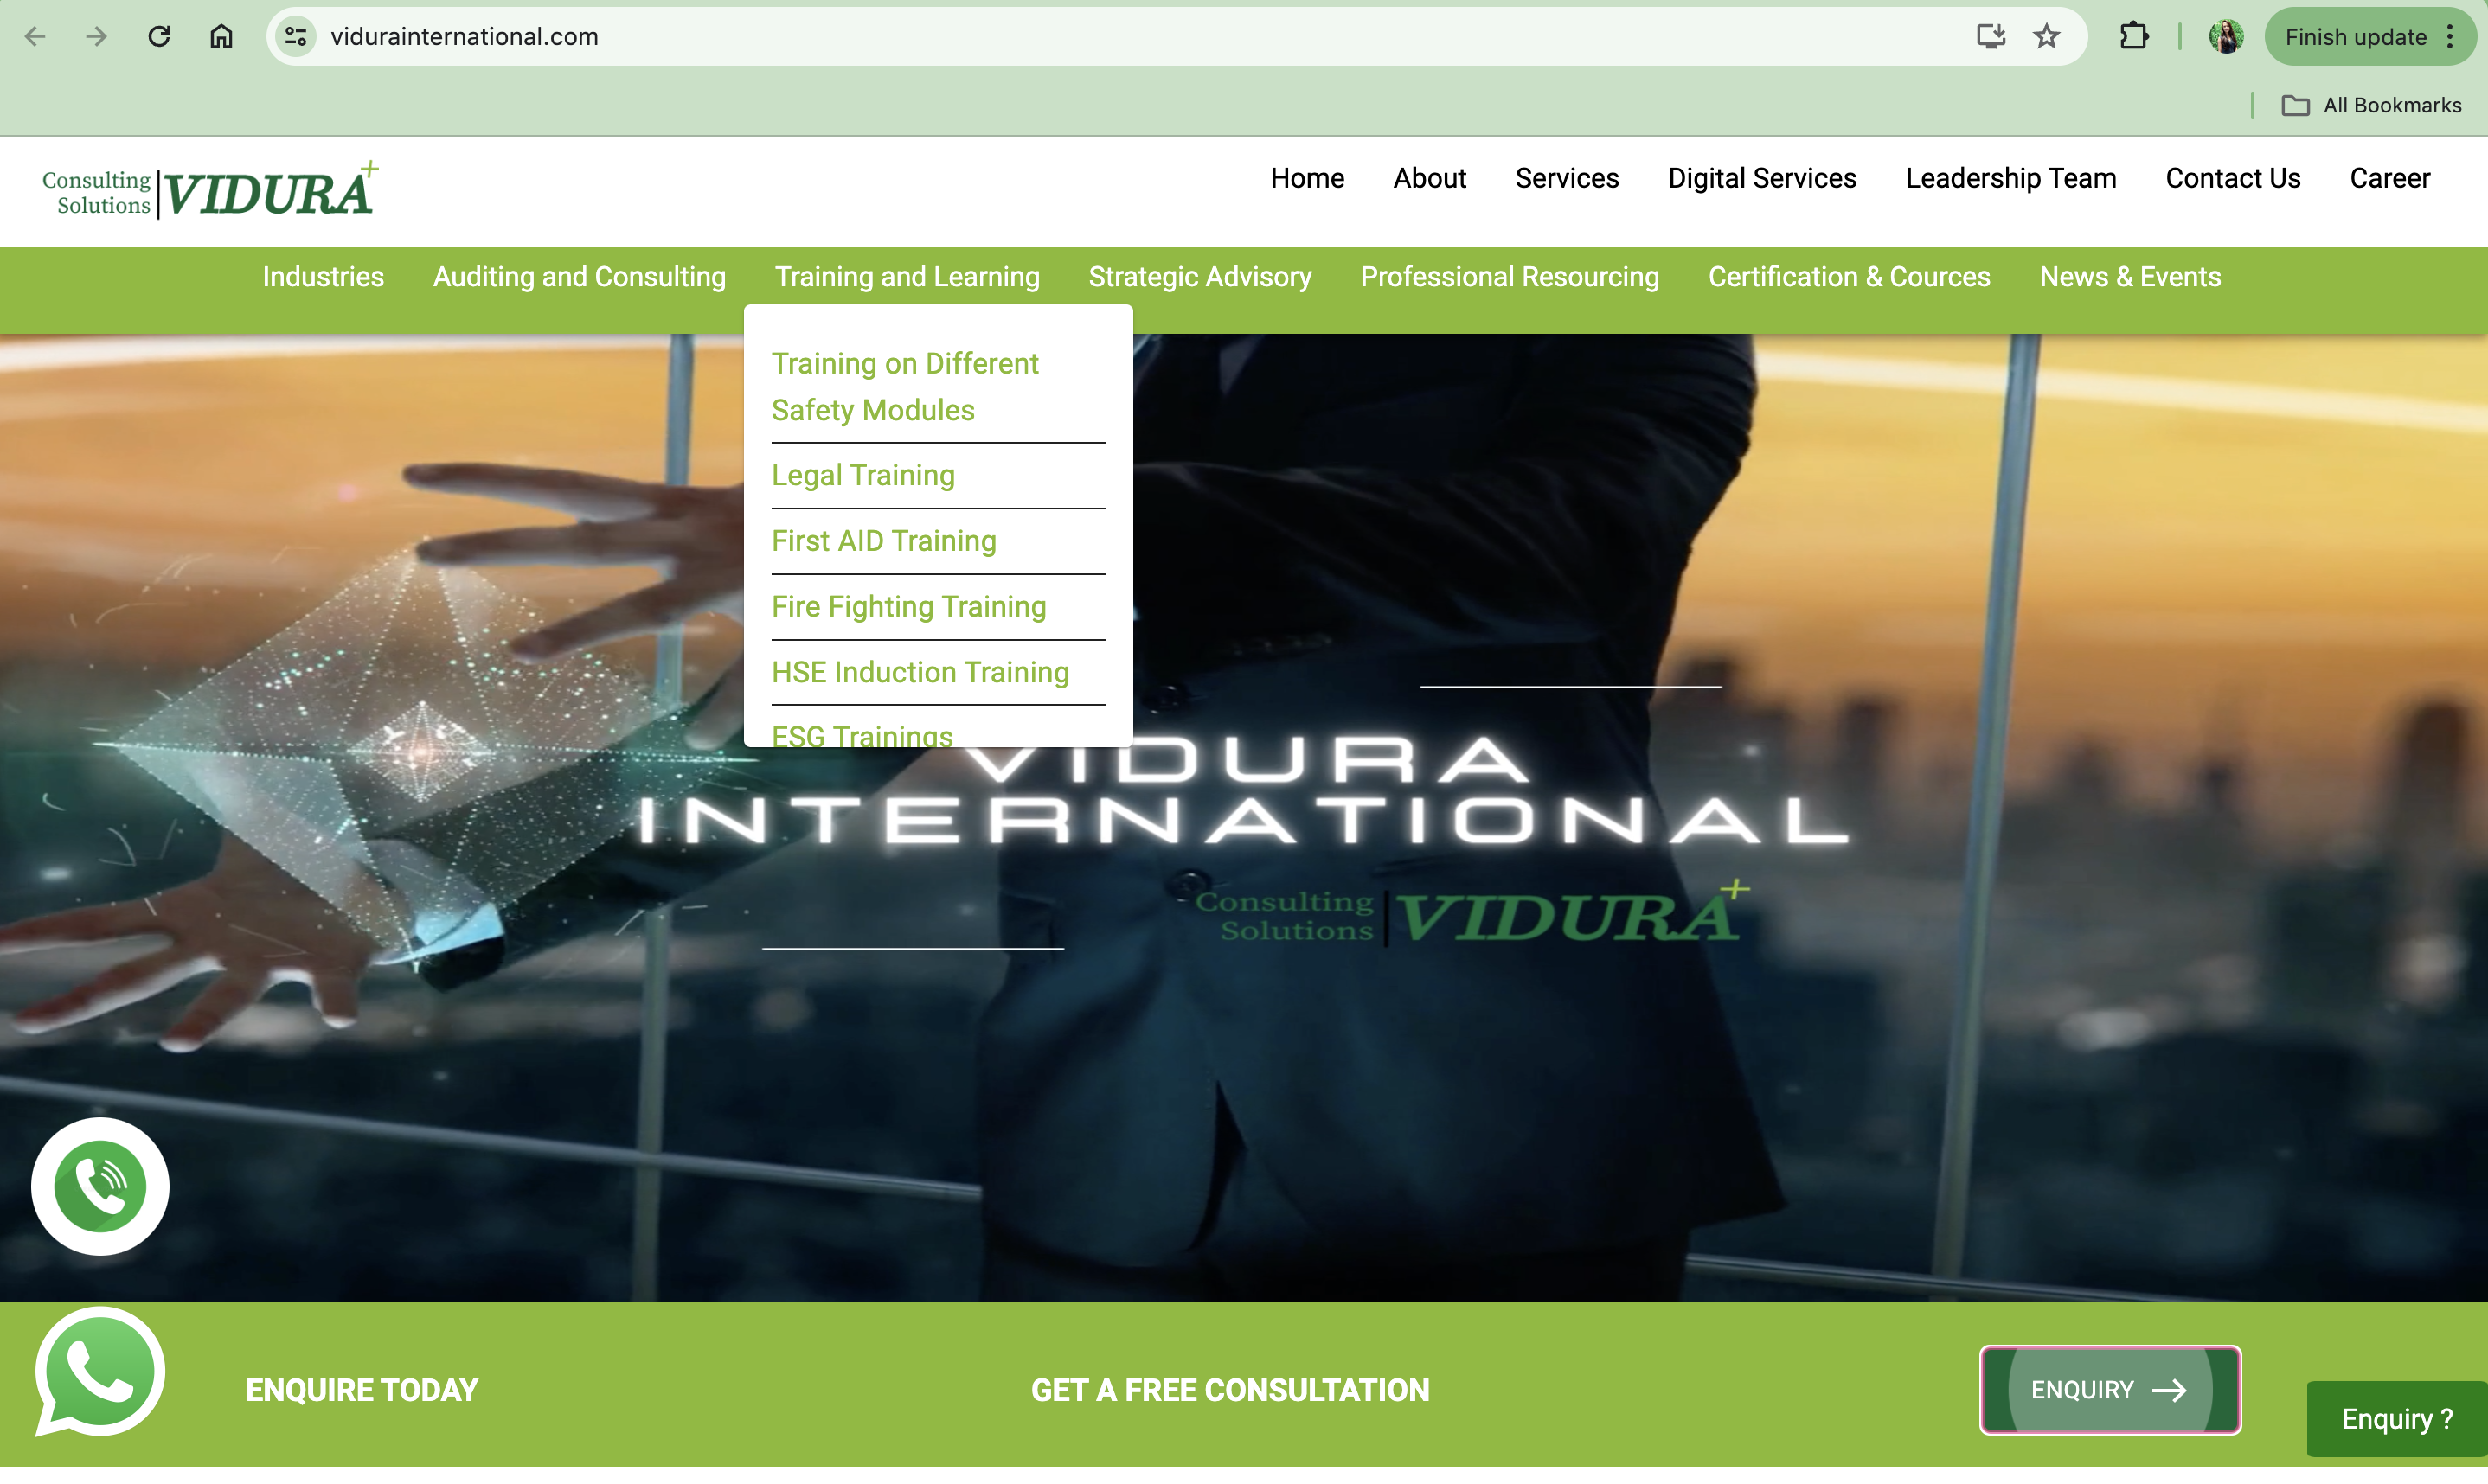 vidurainternational.com
Finish update
All Bookmarks
Consulting
Solutions
VIDURA+
Home About Services Digital Services Leadership Team Contact Us Career
Industries Auditing and Consulting Training and Learning Strategic Advisory Professional Resourcing Certification & Cources News & Events
Training on Different
Safety Modules
Legal Training
First AID Training
Fire Fighting Training
HSE Induction Training
ESG Trainings
VIDURA
INTERNATIONAL
Consulting
Solutions
VIDURA+
ENQUIRE TODAY
GET A FREE CONSULTATION
ENQUIRY →
Enquiry ?